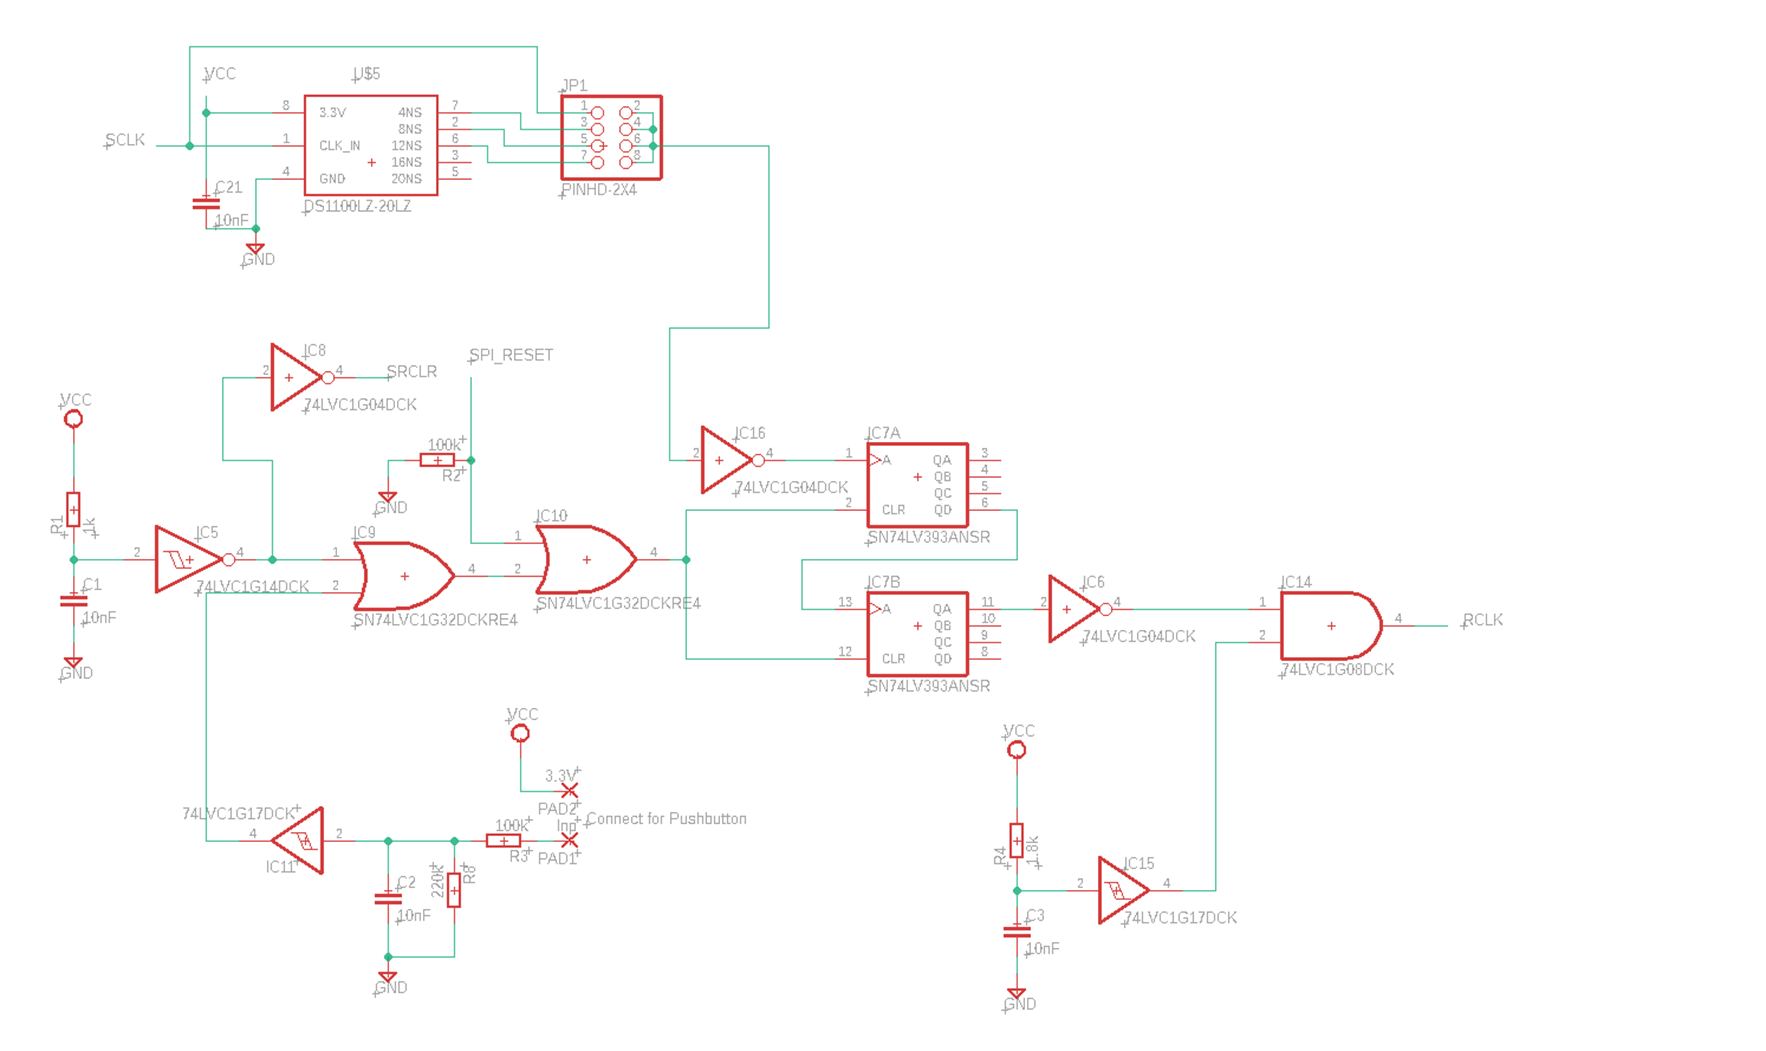 VCC
U$5
JP1
SCLK
8
3.3V
4NS
7
1
2
8NS
2
3
4
1
CLK_IN
12NS
6
5
6
16NS
3
7
8
4
GND
20NS
5
C21
DS1100LZ-20LZ
PINHD-2X4
10nF
GND
IC8
SPI_RESET
2
4
SRCLR
74LVC1G04DCK
VCC
100k
R2
GND
IC16
2
4
74LVC1G04DCK
IC7A
1
A
QA
3
QB
4
QC
5
2
CLR
QD
6
SN74LV393ANSR
R1
1k
IC5
2
4
74LVC1G14DCK
IC9
1
2
4
SN74LVC1G32DCKRE4
IC10
1
2
4
SN74LVC1G32DCKRE4
C1
10nF
GND
IC7B
13
A
QA
11
QB
10
QC
9
12
CLR
QD
8
SN74LV393ANSR
IC6
2
4
74LVC1G04DCK
IC14
1
2
4
RCLK
74LVC1G08DCK
VCC
3.3V
PAD2
Connect for Pushbutton
Inp
PAD1
74LVC1G17DCK
4
2
IC11
100k
R3
C2
10nF
220k
R8
GND
VCC
R4
1.8k
IC15
2
4
74LVC1G17DCK
C3
10nF
GND